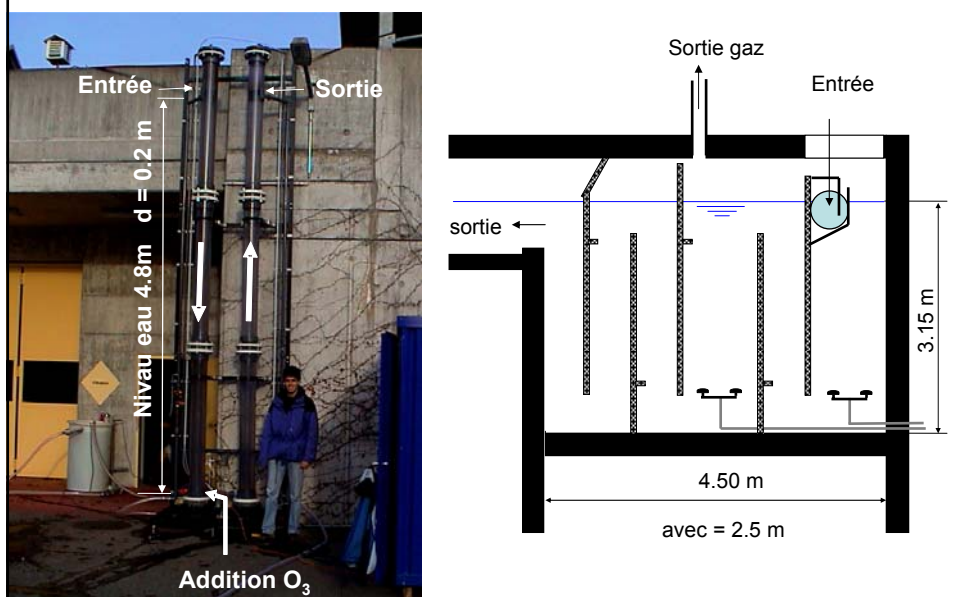 Entrée
Sortie
Nivau eau 4.8m d = 0.2 m
Addition O₃
Sortie gaz
Entrée
sortie
3.15 m
4.50 m
avec = 2.5 m